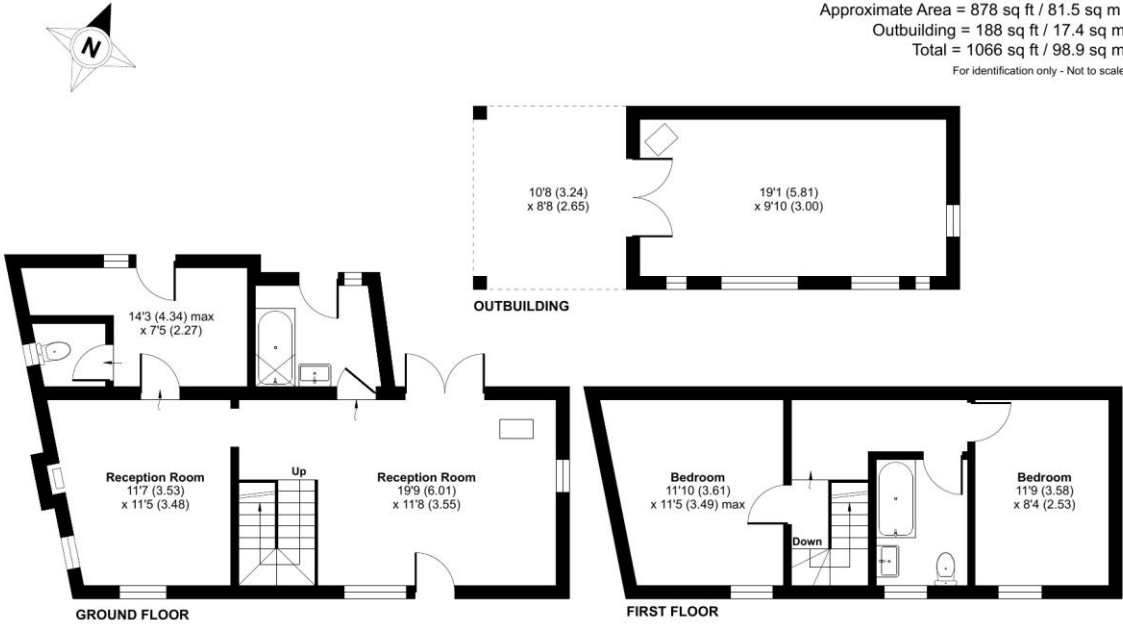 Approximate Area = 878 sq ft / 81.5 sq m
Outbuilding = 188 sq ft / 17.4 sq m
Total = 1066 sq ft / 98.9 sq m
For identification only - Not to scale
N
10'8 (3.24)
x 8'8 (2.65)
19'1 (5.81)
x 9'10 (3.00)
OUTBUILDING
14'3 (4.34) max
x 7'5 (2.27)
Reception Room
11'7 (3.53)
x 11'5 (3.48)
Up
Reception Room
19'9 (6.01)
x 11'8 (3.55)
GROUND FLOOR
Bedroom
11'10 (3.61)
x 11'5 (3.49) max
Down
Bedroom
11'9 (3.58)
x 8'4 (2.53)
FIRST FLOOR